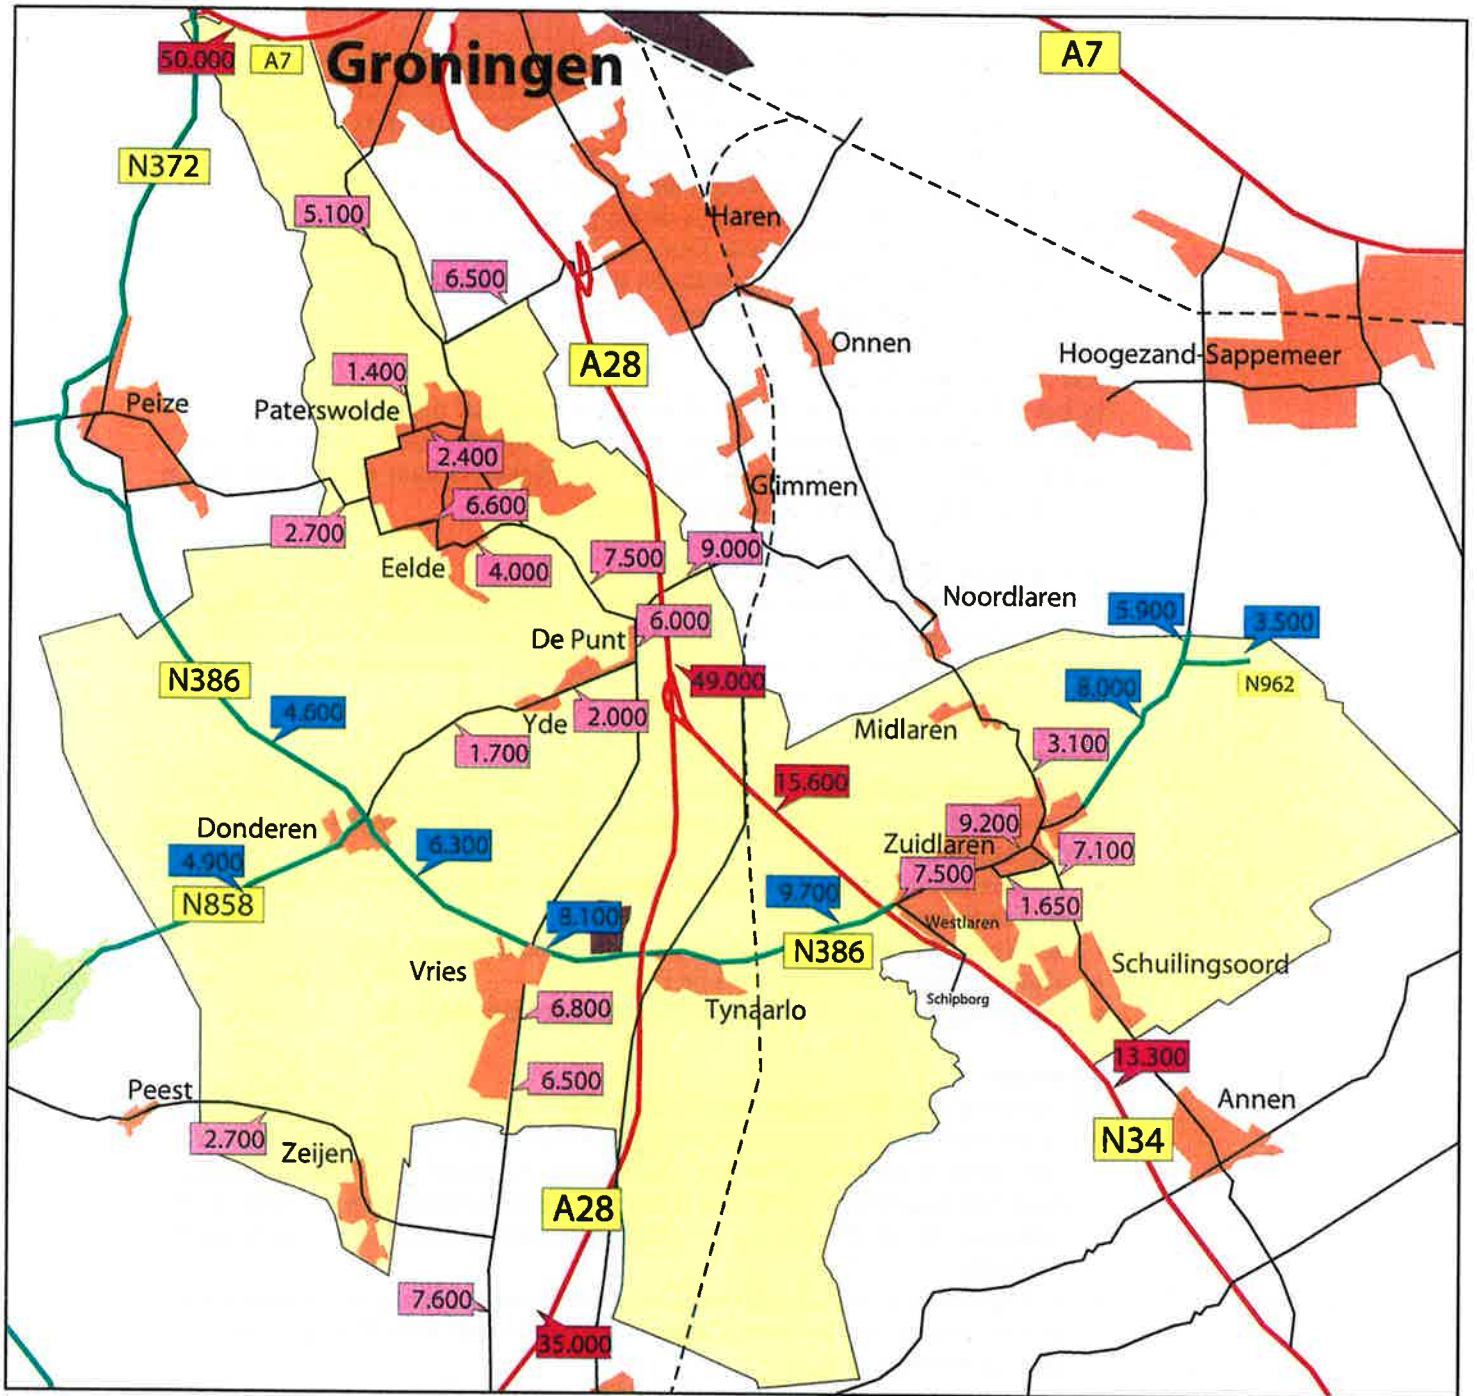 50.000
A7
Groningen
A7
N372
5.100
Haren
6.500
A28
Onnen
Hoogezand-Sappemeer
1.400
Peize
Paterswolde
2.400
Glimmen
6.600
2.700
Eelde
4.000
7.500
9.000
Noordlaren
5.900
3.500
De Punt
6.000
N386
49.000
8.000
N962
4.600
Yde
2.000
Midlaren
1.700
3.100
15.600
Donderen
9.200
Zuidlaren
7.100
6.300
4.900
7.500
N858
9.700
1.650
8.100
Westlaren
N386
Vries
Schuilingsoord
Schipborg
6.800
Tynaarlo
13.300
6.500
Peest
Annen
2.700
Zeijen
N34
A28
7.600
35.000